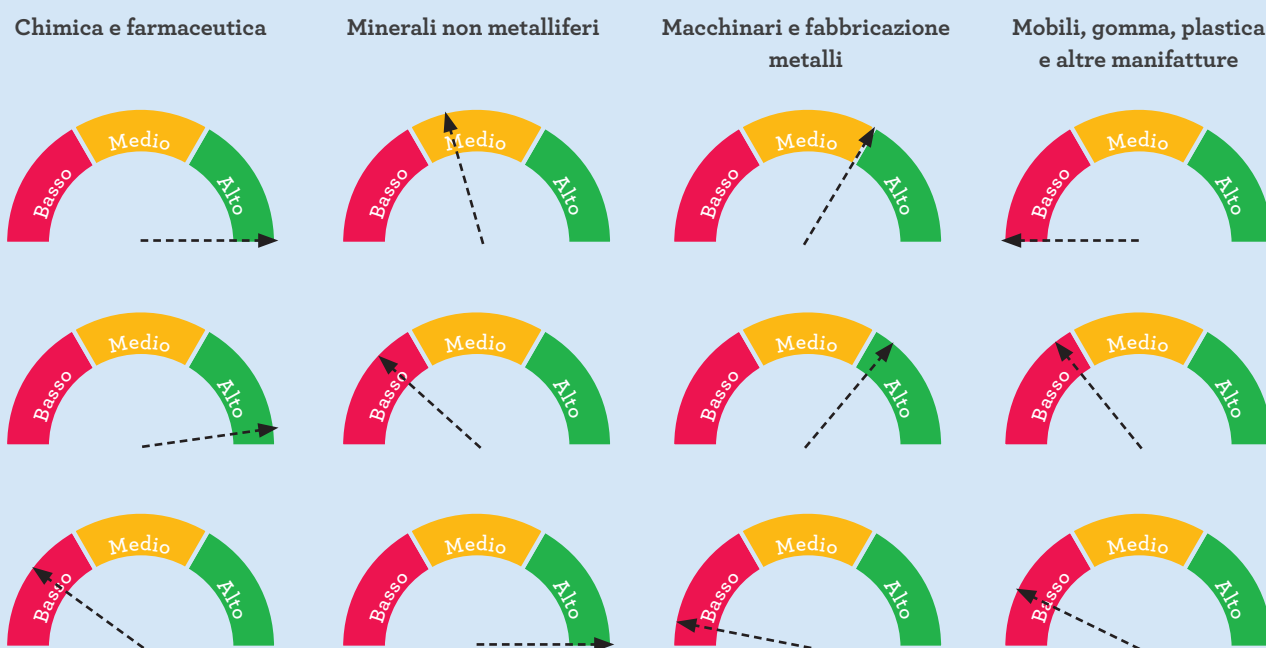 Chimica e farmaceutica
Minerali non metalliferi
Macchinari e fabbricazione
metalli
Mobili, gomma, plastica
e altre manifatture
Basso Medio Alto
Basso Medio Alto
Basso Medio Alto
Basso Medio Alto
Basso Medio Alto
Basso Medio Alto
Basso Medio Alto
Basso Medio Alto
Basso Medio Alto
Basso Medio Alto
Basso Medio Alto
Basso Medio Alto